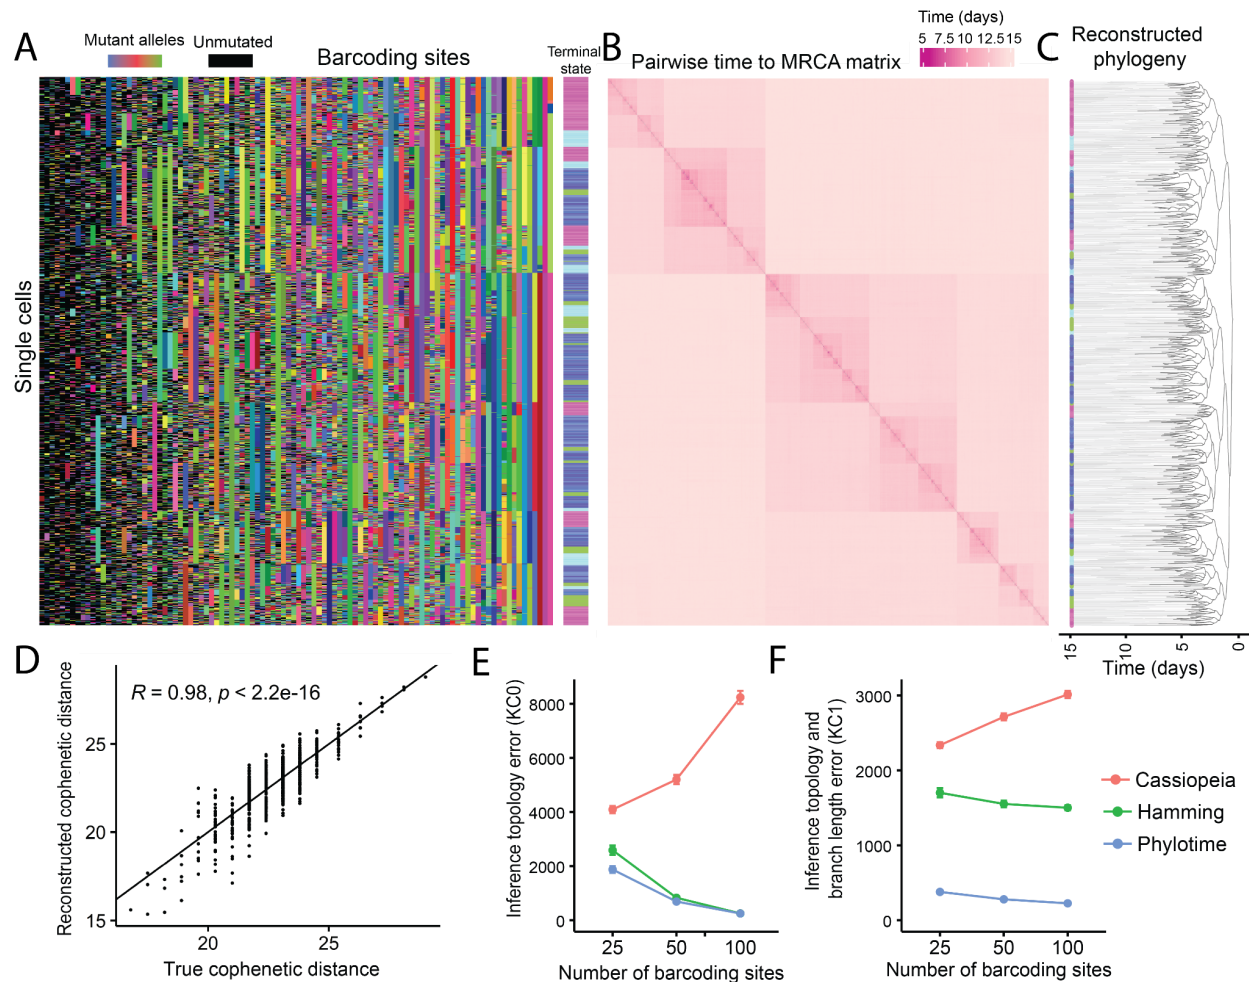 A
Mutant alleles
Unmutated
Barcoding sites
Terminal
state
Single cells
B
Time (days)
5 7.5 10 12.5 15
Pairwise time to MRCA matrix
C
Reconstructed
phylogeny
15 10 5 0
Time (days)
D
R = 0.98, p < 2.2e-16
Reconstructed cophenetic distance
25
20
15
20 25
True cophenetic distance
E
Inference topology error (KC0)
8000
6000
4000
2000
0
25 50 100
Number of barcoding sites
F
Inference topology and
branch length error (KC1)
3000
2000
1000
0
25 50 100
Number of barcoding sites
Cassiopeia
Hamming
Phylotime